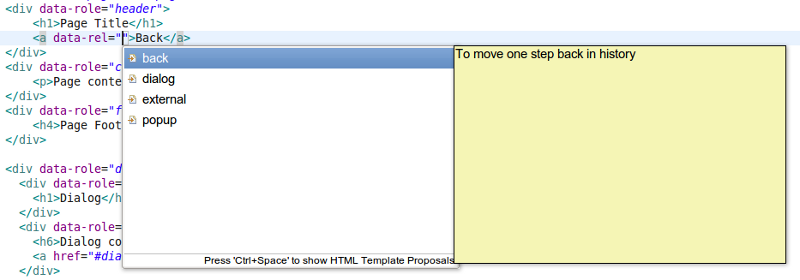 <div data-role="header">
<h1>Page Title</h1>
<a data-rel="">Back</a>
</div>
<div data-role="c
<p>Page conte
</div>
<div data-role="f
<h4>Page Foot
</div>
<div data-role="d
<div data-role=
<h1>Dialog</h
</div>
<div data-role=
<h6>Dialog co
<a href="#dia
</div>
back
dialog
external
popup
Press 'Ctrl+Space' to show HTML Template Proposals
To move one step back in history